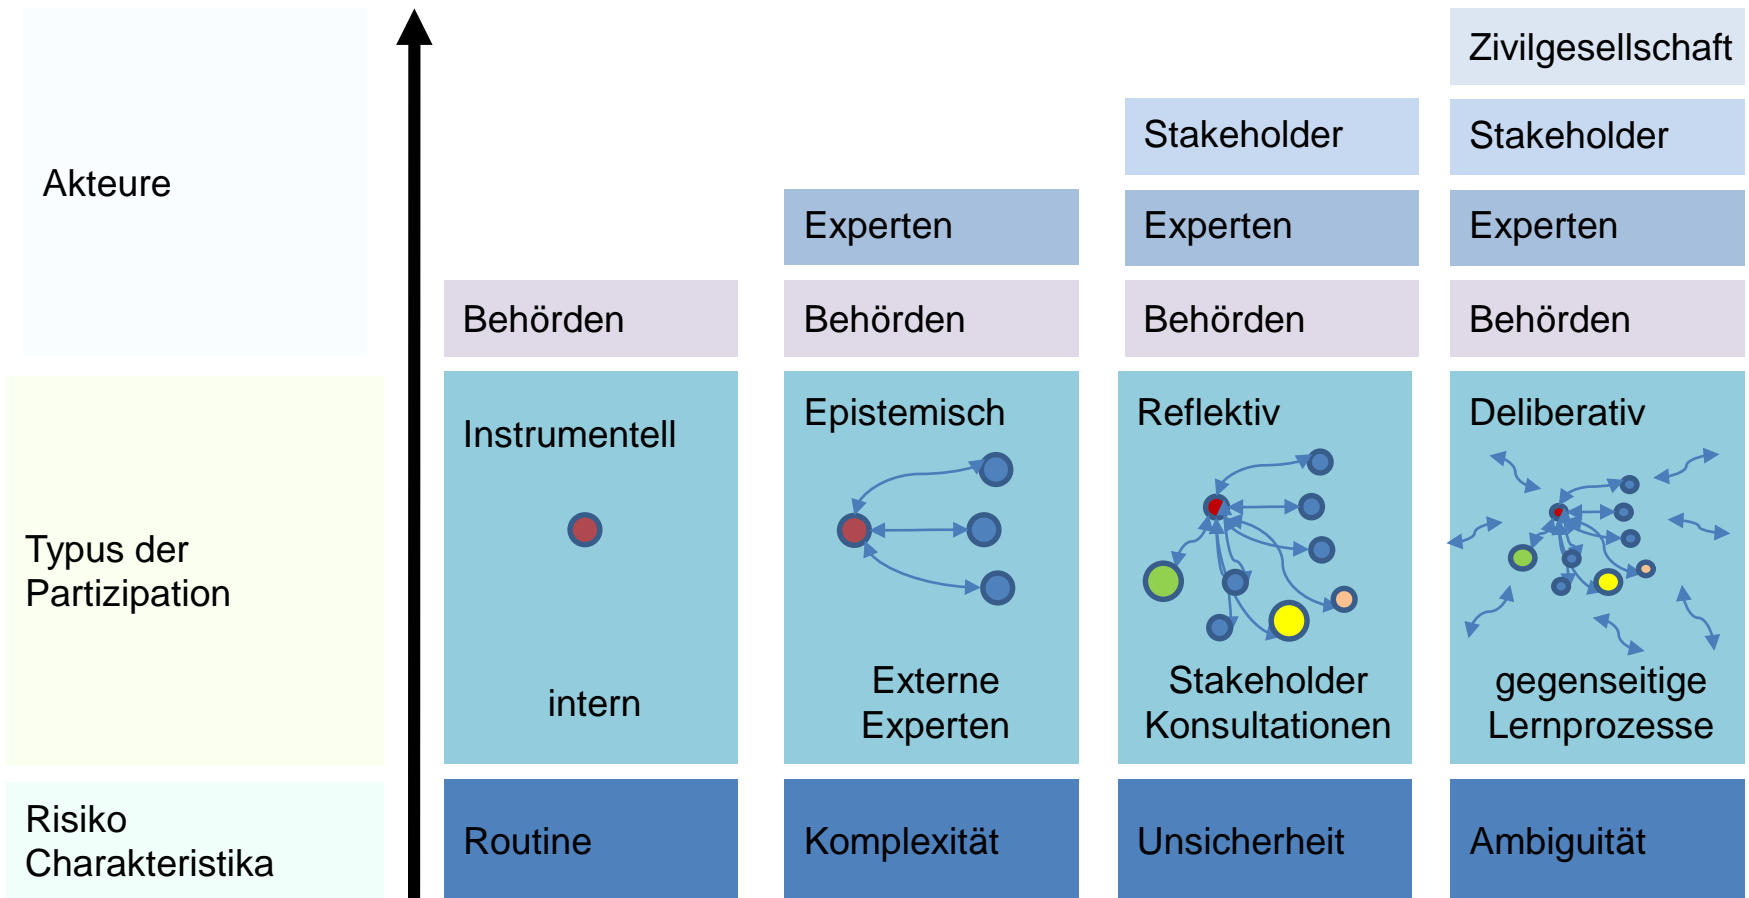 Zivilgesellschaft
Stakeholder
Stakeholder
Akteure
Experten
Experten
Experten
Behörden
Behörden
Behörden
Behörden
Typus der
Partizipation
Instrumentell
intern
Epistemisch
Externe
Experten
Reflektiv
Stakeholder
Konsultationen
Deliberativ
gegenseitige
Lernprozesse
Risiko
Charakteristika
Routine
Komplexität
Unsicherheit
Ambiguität